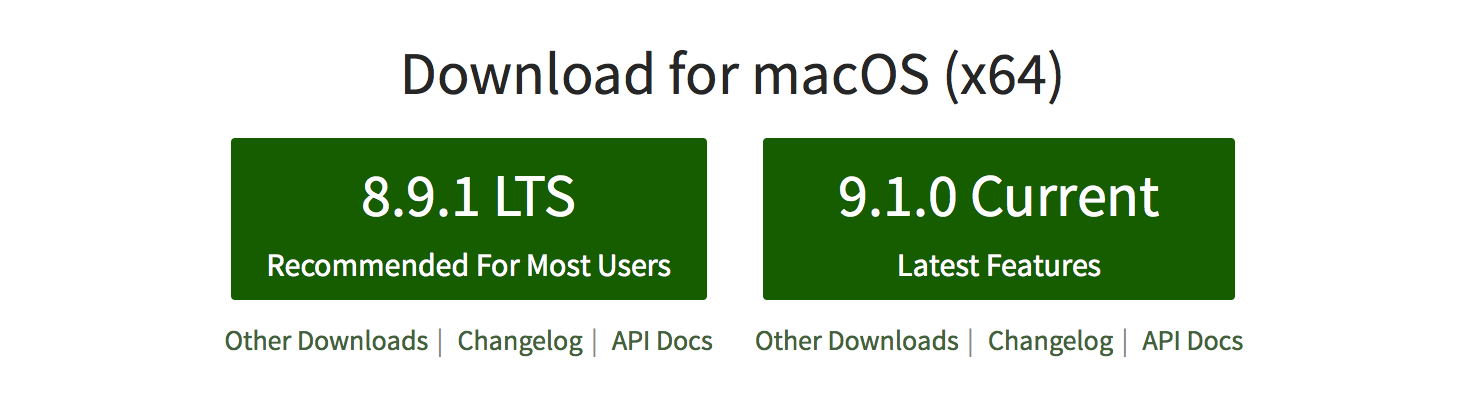 Download for macOS (x64)
8.9.1 LTS
Recommended For Most Users
Other Downloads | Changelog | API Docs
9.1.0 Current
Latest Features
Other Downloads | Changelog | API Docs